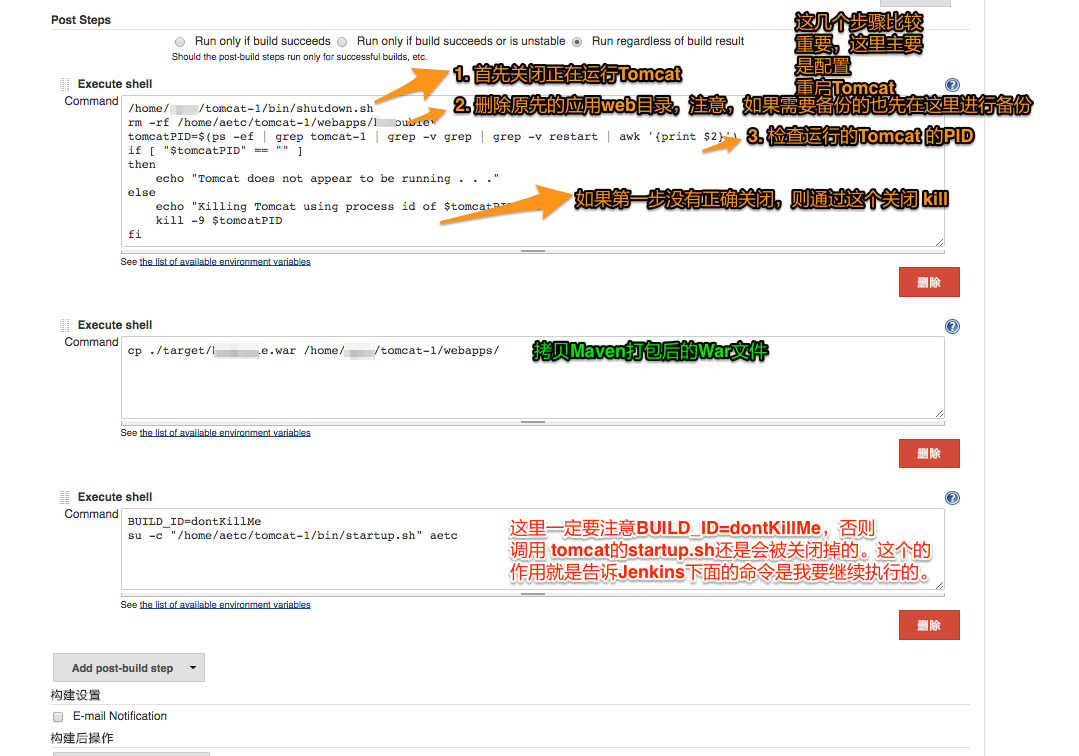 Post Steps
Run only if build succeeds Run only if build succeeds or is unstable Run regardless of build result
Should the post-build steps run only for successful builds, etc.
这几个步骤比较
重要，这里主要
是配置
重启Tomcat
Execute shell
1. 首先关闭正在运行Tomcat
Command
/home/ /tomcat-1/bin/shutdown.sh
2. 删除原先的应用web目录，注意，如果需要备份的也先在这里进行备份
rm -rf /home/aetc/tomcat-1/webapps/
tomcatPID=$(ps -ef | grep tomcat-1 | grep -v grep | grep -v restart | awk '{print $2}')
3. 检查运行的Tomcat 的PID
if [ "$tomcatPID" == "" ]
then
echo "Tomcat does not appear to be running . . ."
else
echo "Killing Tomcat using process id of $tomcatPID
如果第一步没有正确关闭，则通过这个关闭 kill
kill -9 $tomcatPID
fi
See the list of available environment variables
删除
Execute shell
Command
cp ./target/ e.war /home/ /tomcat-1/webapps/
拷贝Maven打包后的War文件
See the list of available environment variables
删除
Execute shell
Command
BUILD_ID=dontKillMe
su -c "/home/aetc/tomcat-1/bin/startup.sh" aetc
这里一定要注意BUILD_ID=dontKillMe，否则
调用 tomcat的startup.sh还是会被关闭掉的。这个的
作用就是告诉Jenkins下面的命令是我要继续执行的。
See the list of available environment variables
删除
Add post-build step
构建设置
E-mail Notification
构建后操作